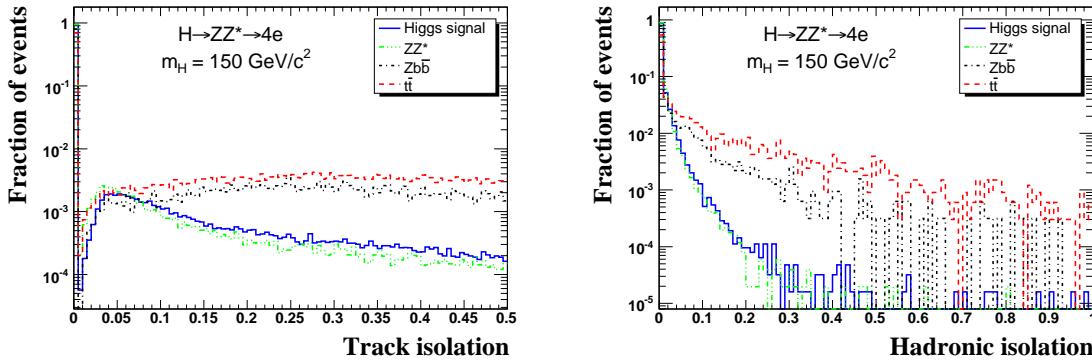 H→ZZ*→4e
m_H = 150 GeV/c²
Higgs signal
ZZ*
Zbb̄
tt̄
Fraction of events
1
10⁻¹
10⁻²
10⁻³
10⁻⁴
0 0.05 0.1 0.15 0.2 0.25 0.3 0.35 0.4 0.45 0.5
Track isolation
H→ZZ*→4e
m_H = 150 GeV/c²
Higgs signal
ZZ*
Zbb̄
tt̄
Fraction of events
1
10⁻¹
10⁻²
10⁻³
10⁻⁴
10⁻⁵
0 0.1 0.2 0.3 0.4 0.5 0.6 0.7 0.8 0.9 1
Hadronic isolation